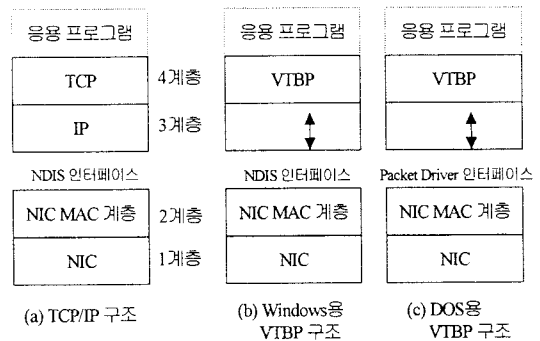 응용 프로그램
TCP
IP
NDIS 인터페이스
NIC MAC 계층
NIC
(a) TCP/IP 구조
4계층
3계층
2계층
1계층
응용 프로그램
VTBP
NDIS 인터페이스
NIC MAC 계층
NIC
(b) Windows용
VTBP 구조
응용 프로그램
VTBP
Packet Driver 인터페이스
NIC MAC 계층
NIC
(c) DOS용
VTBP 구조